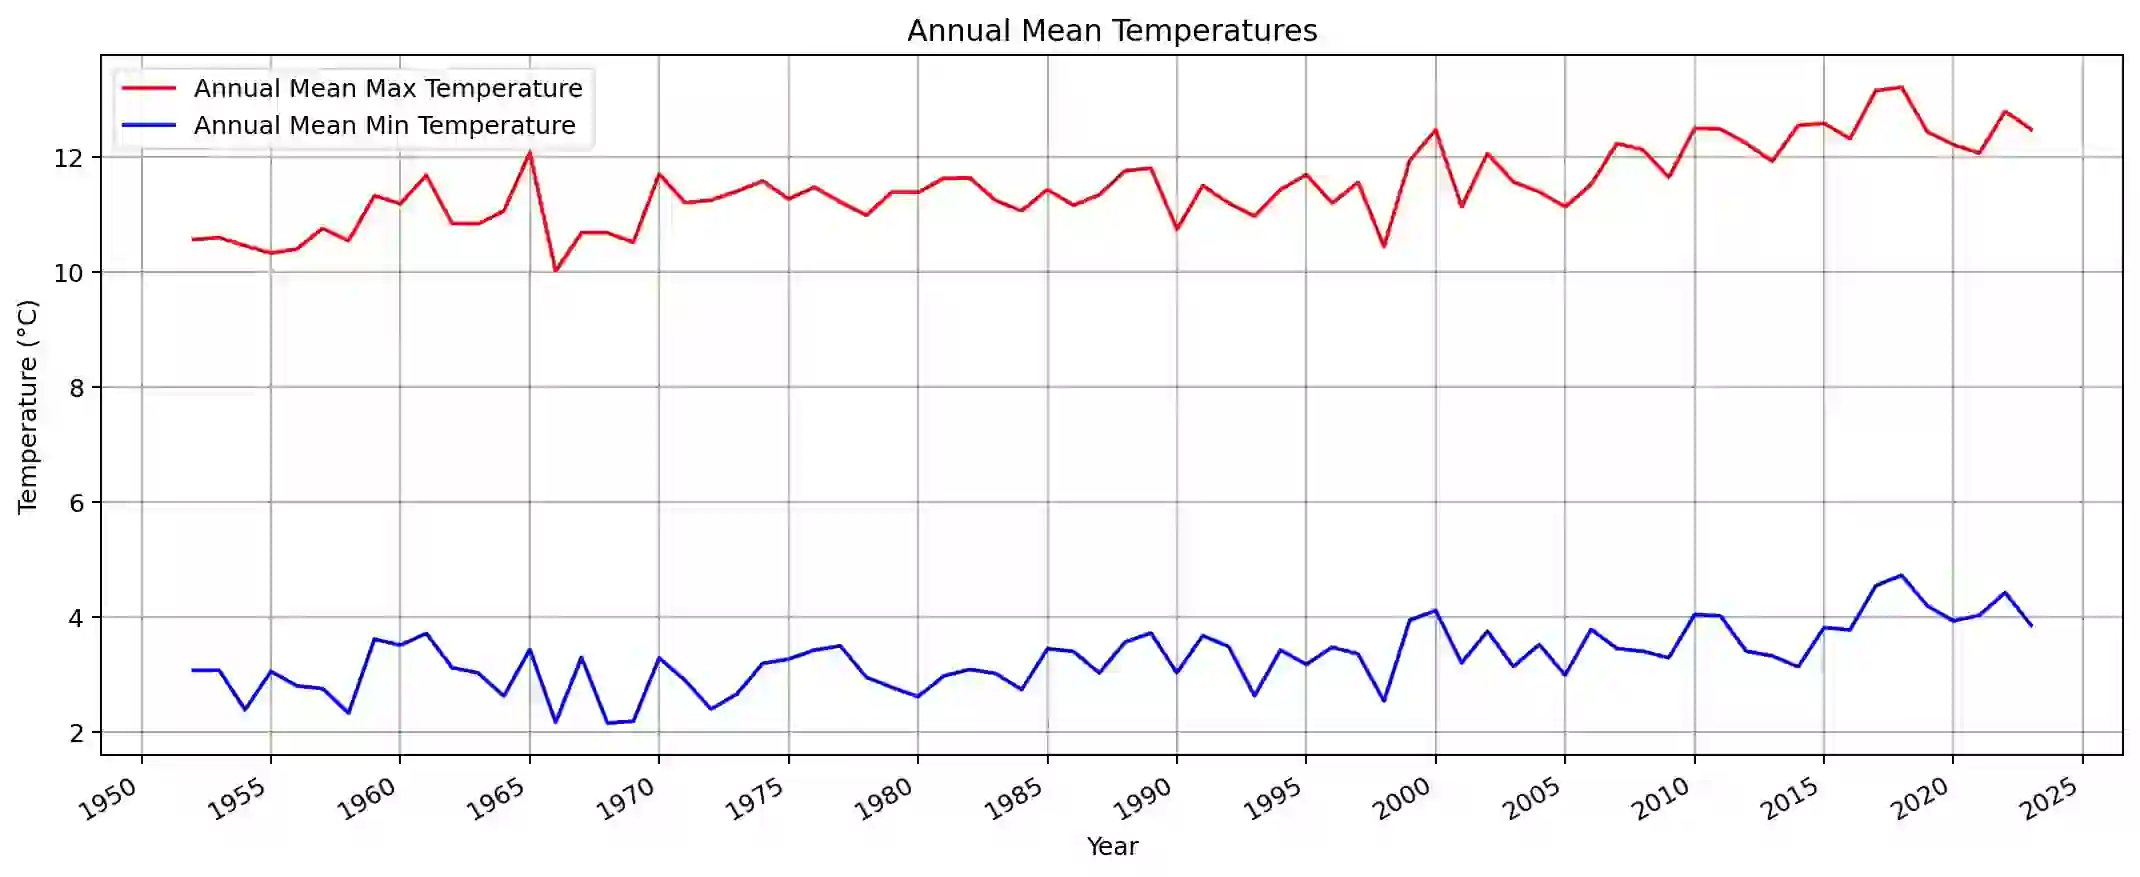 Annual Mean Temperatures
Annual Mean Max Temperature
Annual Mean Min Temperature
Temperature (°C)
12
10
8
6
4
2
1950 1955 1960 1965 1970 1975 1980 1985 1990 1995 2000 2005 2010 2015 2020 2025
Year